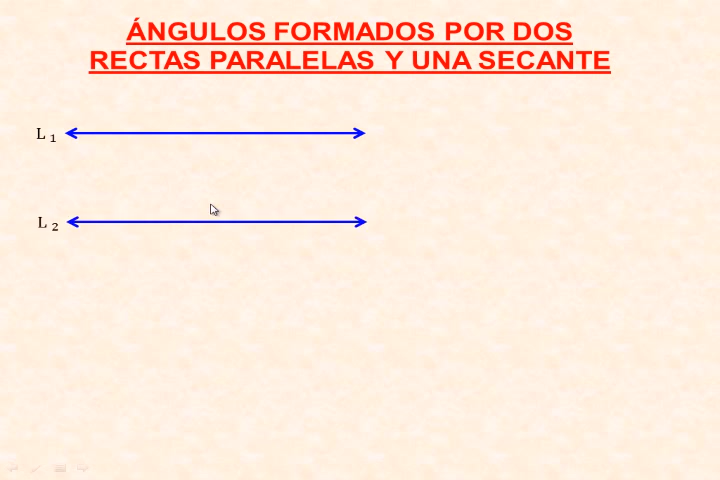 ÁNGULOS FORMADOS POR DOS
RECTAS PARALELAS Y UNA SECANTE
L 1
L 2